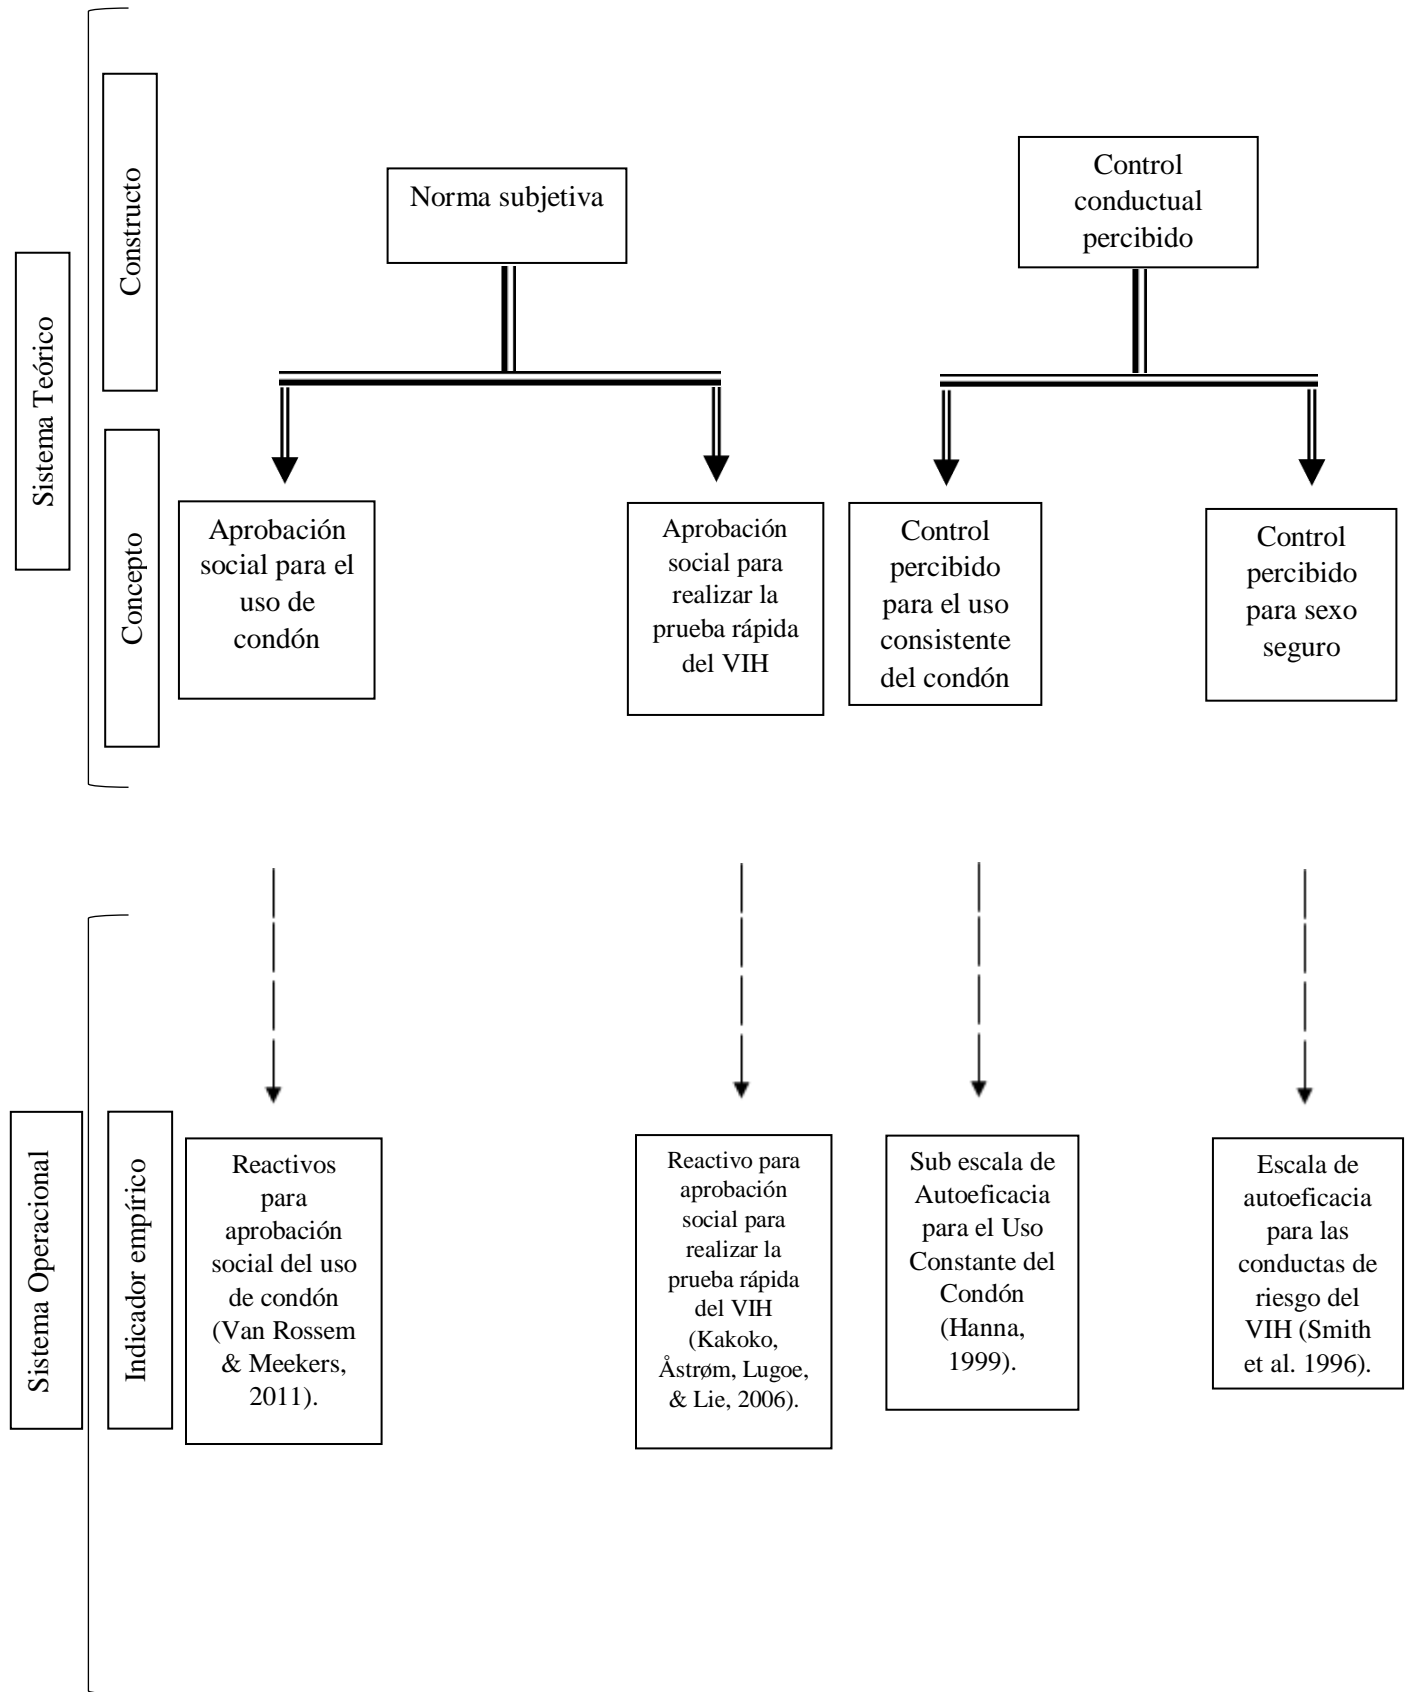 Sistema Teórico
Constructo
Norma subjetiva
Control
conductual
percibido
Concepto
Aprobación
social para el
uso de
condón
Aprobación
social para
realizar la
prueba rápida
del VIH
Control
percibido
para el uso
consistente
del condón
Control
percibido
para sexo
seguro
Sistema Operacional
Indicador empírico
Reactivos
para
aprobación
social del uso
de condón
(Van Rossem
& Meekers,
2011).
Reactivo para
aprobación
social para
realizar la
prueba rápida
del VIH
(Kakoko,
Åstrøm, Lugoe,
& Lie, 2006).
Sub escala de
Autoeficacia
para el Uso
Constante del
Condón
(Hanna,
1999).
Escala de
autoeficacia
para las
conductas de
riesgo del
VIH (Smith
et al. 1996).